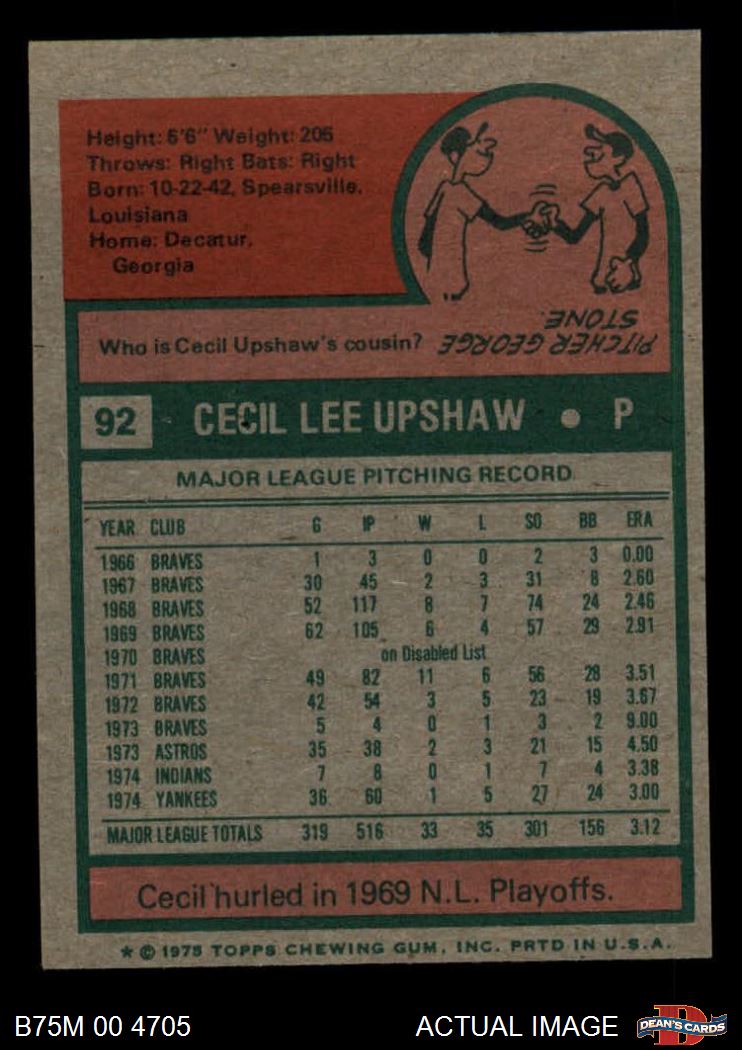 Height: 6'6" Weight: 205
Throws: Right Bats: Right
Born: 10-22-42, Spearsville,
Louisiana
Home: Decatur,
Georgia
Who is Cecil Upshaw's cousin?
PITCHER GEORGE
STONE.
92 CECIL LEE UPSHAW • P
MAJOR LEAGUE PITCHING RECORD
YEAR CLUB G IP W L SO BB ERA
1966 BRAVES 1 3 0 0 2 3 0.00
1967 BRAVES 30 45 2 3 31 8 2.60
1968 BRAVES 52 117 8 7 74 24 2.46
1969 BRAVES 62 105 6 4 57 29 2.91
1970 BRAVES on Disabled List
1971 BRAVES 49 82 11 6 56 28 3.51
1972 BRAVES 42 54 3 5 23 19 3.67
1973 BRAVES 5 4 0 1 3 2 9.00
1973 ASTROS 35 38 2 3 21 15 4.50
1974 INDIANS 7 8 0 1 7 4 3.38
1974 YANKEES 36 60 1 5 27 24 3.00
MAJOR LEAGUE TOTALS 319 516 33 35 301 156 3.12
Cecil hurled in 1969 N.L. Playoffs.
* © 1975 TOPPS CHEWING GUM, INC. PRTD IN U.S.A.
B75M 00 4705 ACTUAL IMAGE DEAN'S CARDS